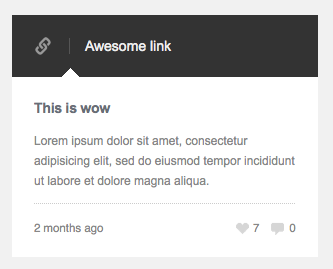 Awesome link
This is wow
Lorem ipsum dolor sit amet, consectetur
adipisicing elit, sed do eiusmod tempor incididunt
ut labore et dolore magna aliqua.
2 months ago 7 0